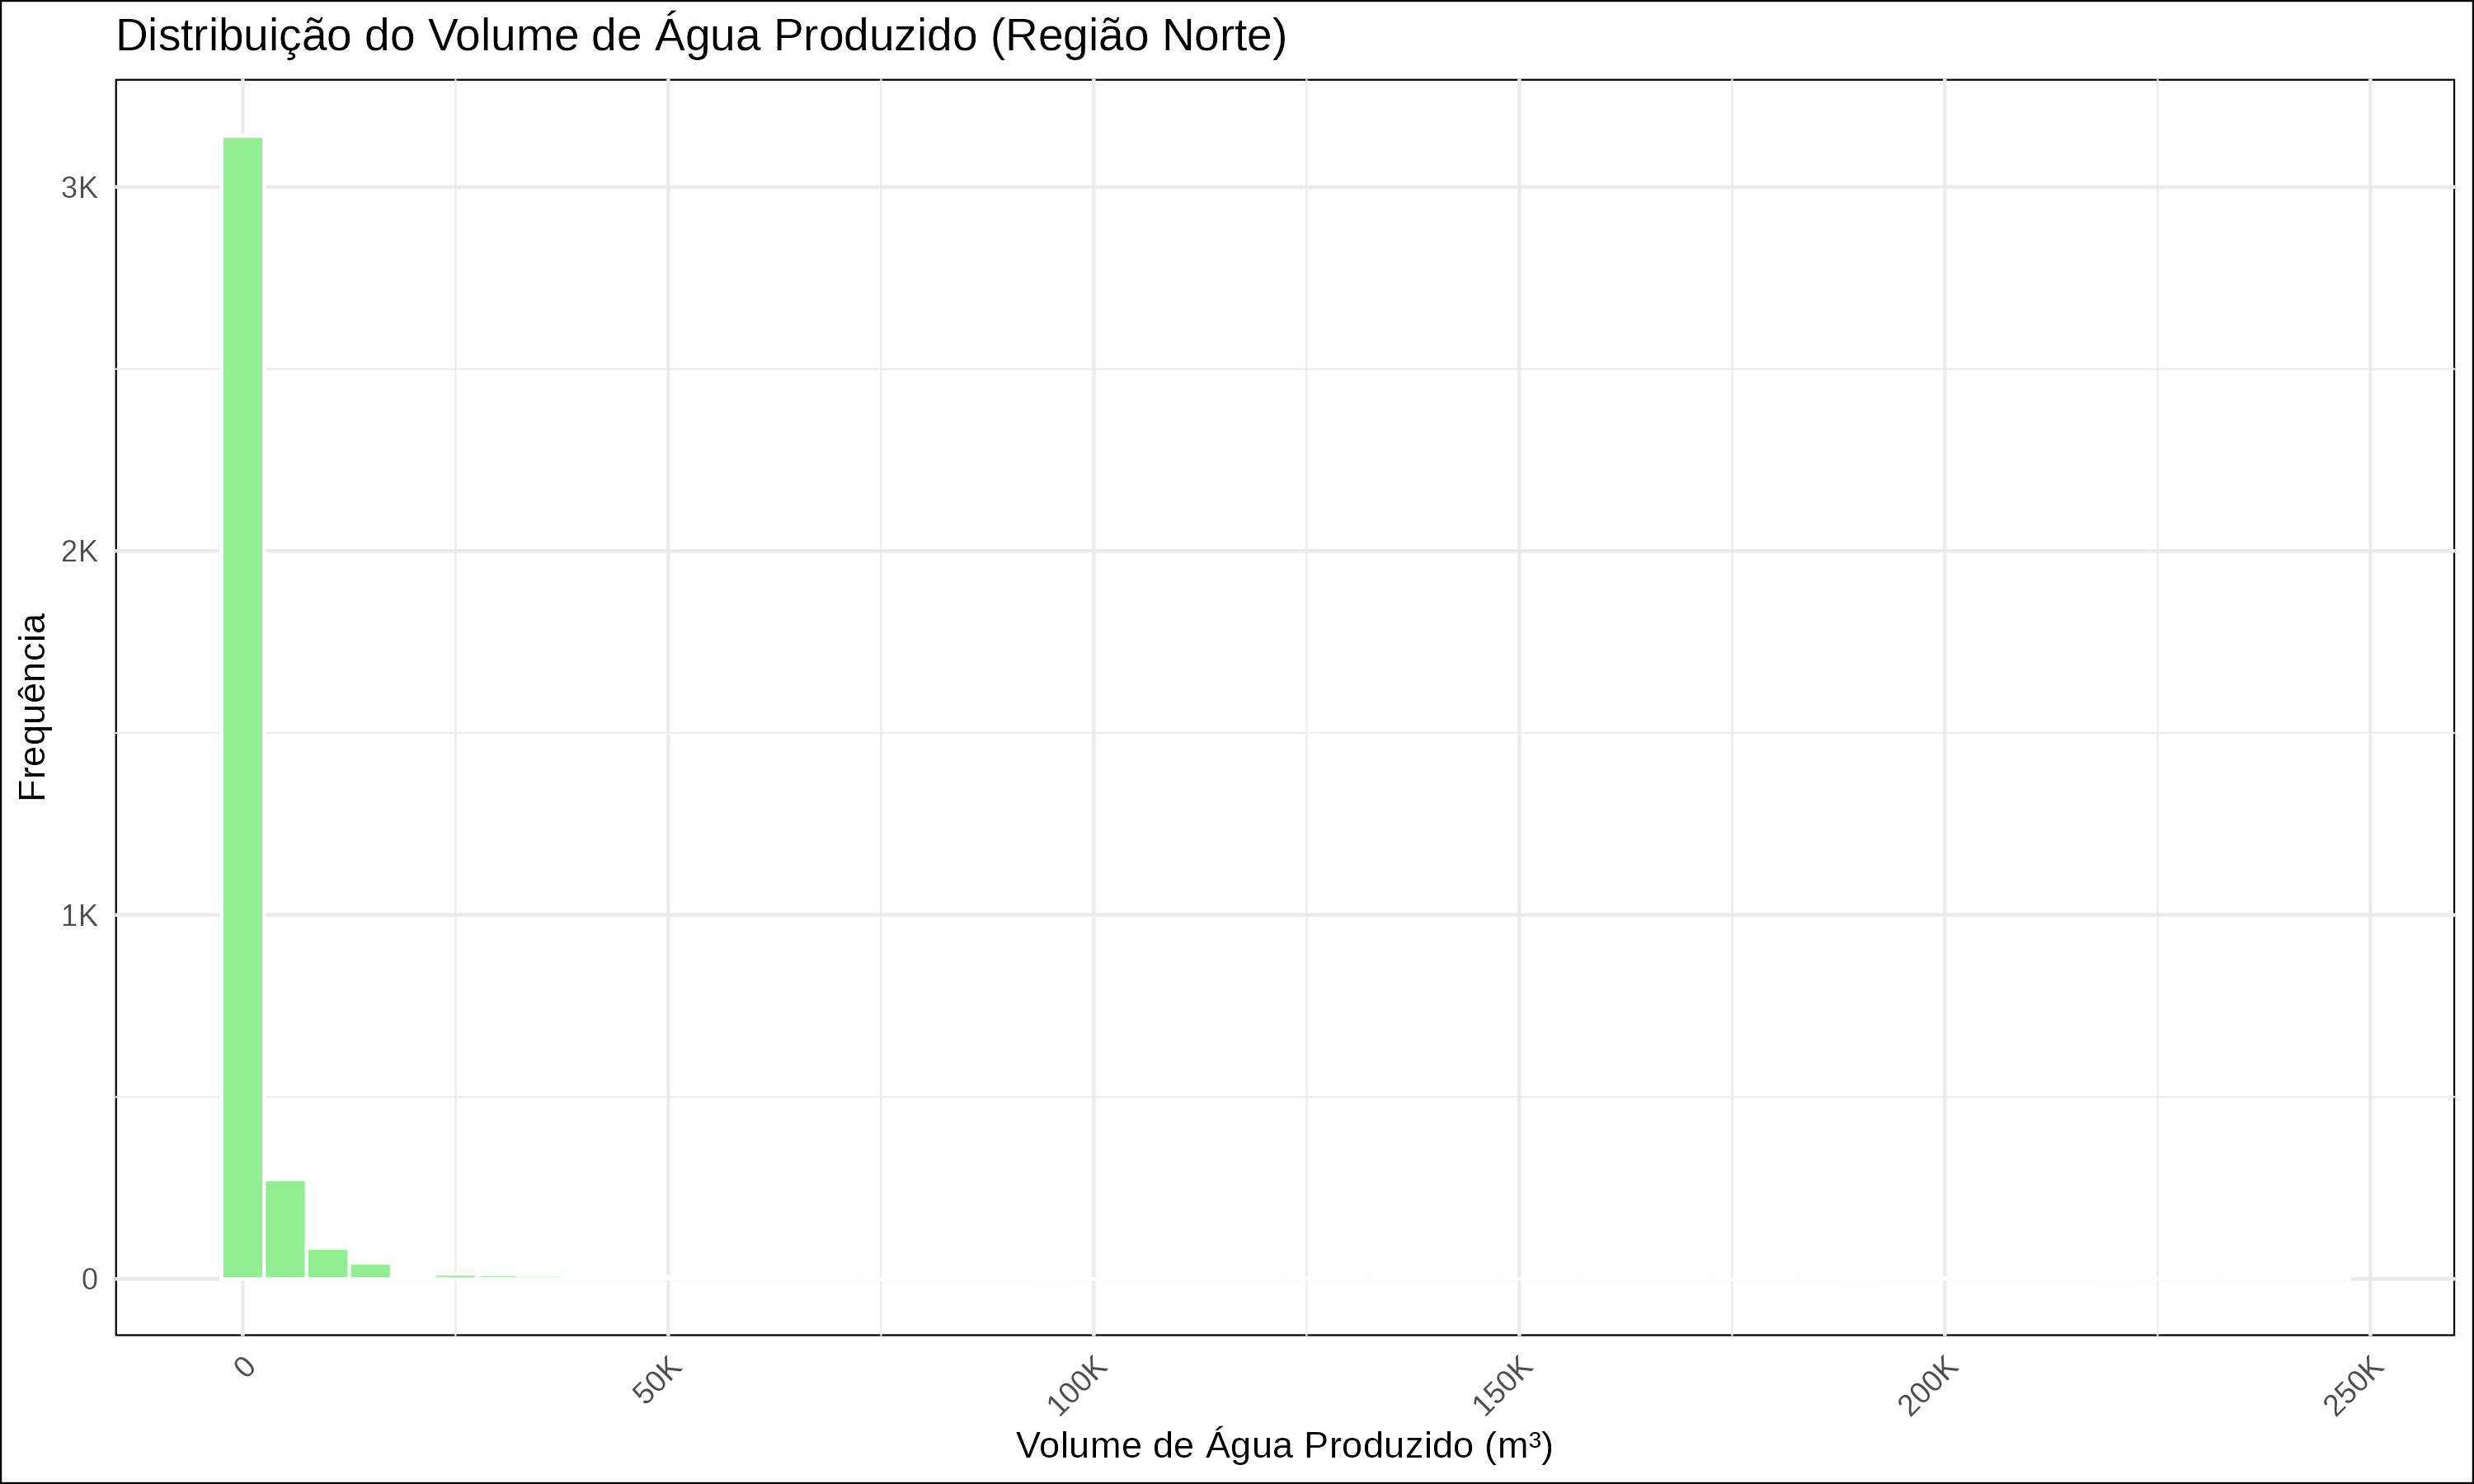 Distribuição do Volume de Água Produzido (Região Norte)
Frequência
3K
2K
1K
0
0
50K
100K
150K
200K
250K
Volume de Água Produzido (m³)